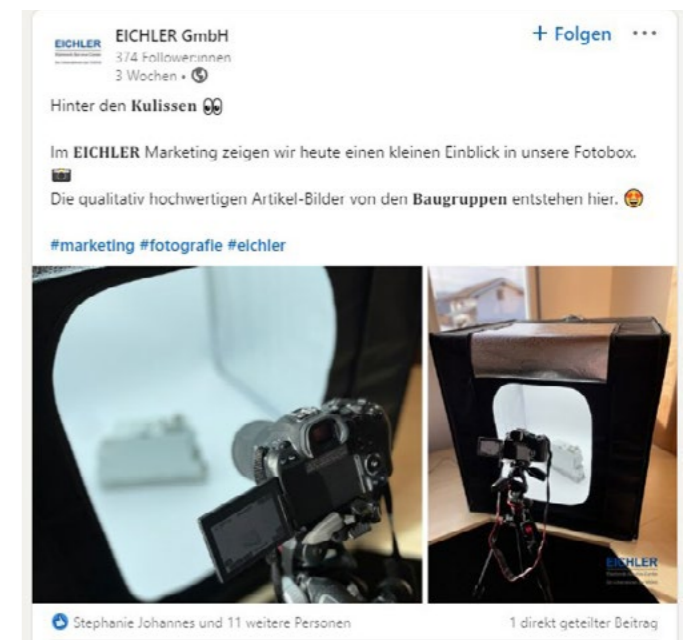 EICHLER
EICHLER GmbH
+ Folgen
374 Follower:innen
3 Wochen •
Hinter den Kulissen 👀
Im EICHLER Marketing zeigen wir heute einen kleinen Einblick in unsere Fotobox.
📸
Die qualitativ hochwertigen Artikel-Bilder von den Baugruppen entstehen hier. 🤩
#marketing #fotografie #eichler
EICHLER
Stephanie Johannes und 11 weitere Personen
1 direkt geteilter Beitrag